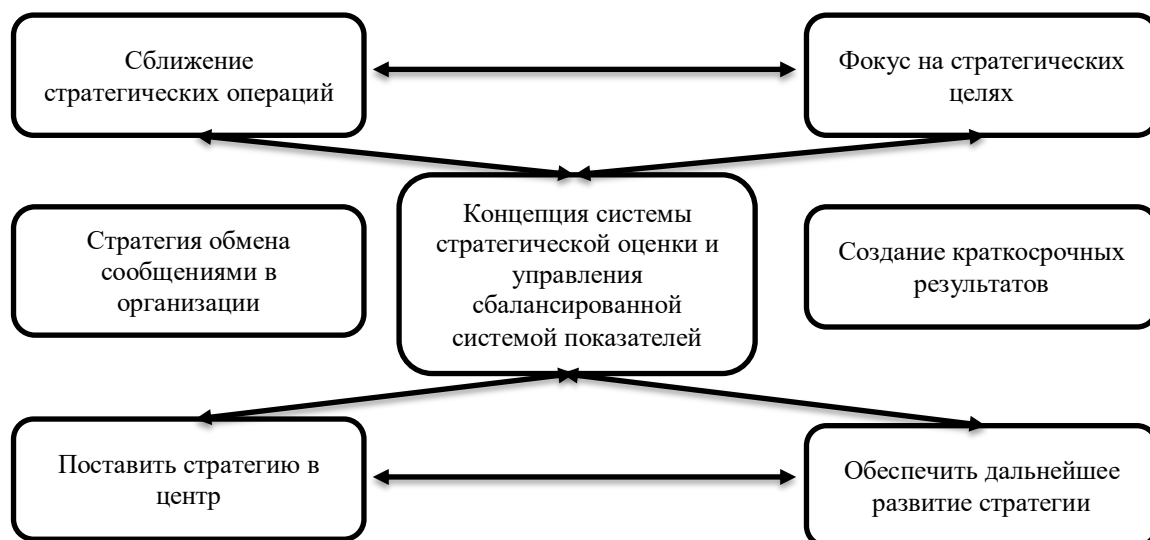 Сближение
стратегических операций
Фокус на стратегических
целях
Стратегия обмена
сообщениями в
организации
Концепция системы
стратегической оценки и
управления
сбалансированной
системой показателей
Создание краткосрочных
результатов
Поставить стратегию в
центр
Обеспечить дальнейшее
развитие стратегии